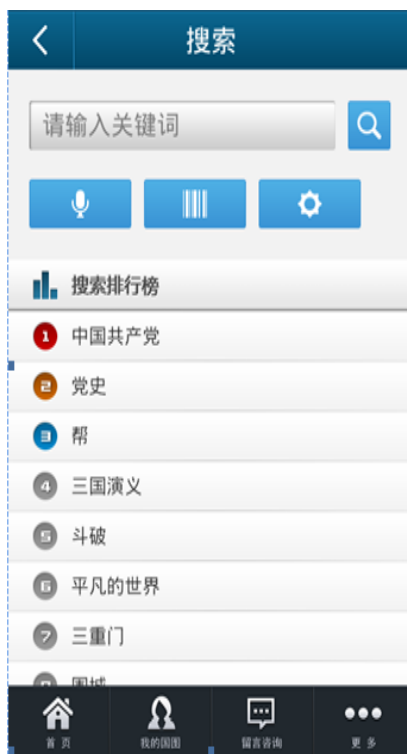 搜索
请输入关键词
搜索排行榜
1 中国共产党
2 党史
3 帮
4 三国演义
5 斗破
6 平凡的世界
7 三重门
首页 我的国图 留言咨询 更多